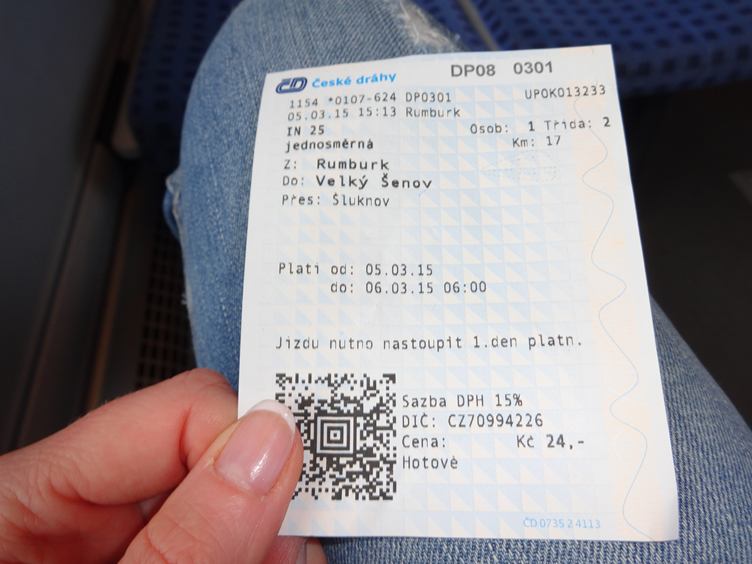 ČD České dráhy
DP08 0301
1154 *0107-624 DP0301 UP0K013233
05.03.15 15:13 Rumburk
IN 25 Osob: 1 Třída: 2
jednosměrná Km: 17
Z: Rumburk
Do: Velký Šenov
Přes: Šluknov
Platí od: 05.03.15
do: 06.03.15 06:00
Jízdu nutno nastoupit 1.den platn.
Sazba DPH 15%
DIČ: CZ70994226
Cena: Kč 24,-
Hotově
ČD 0735 2 4113